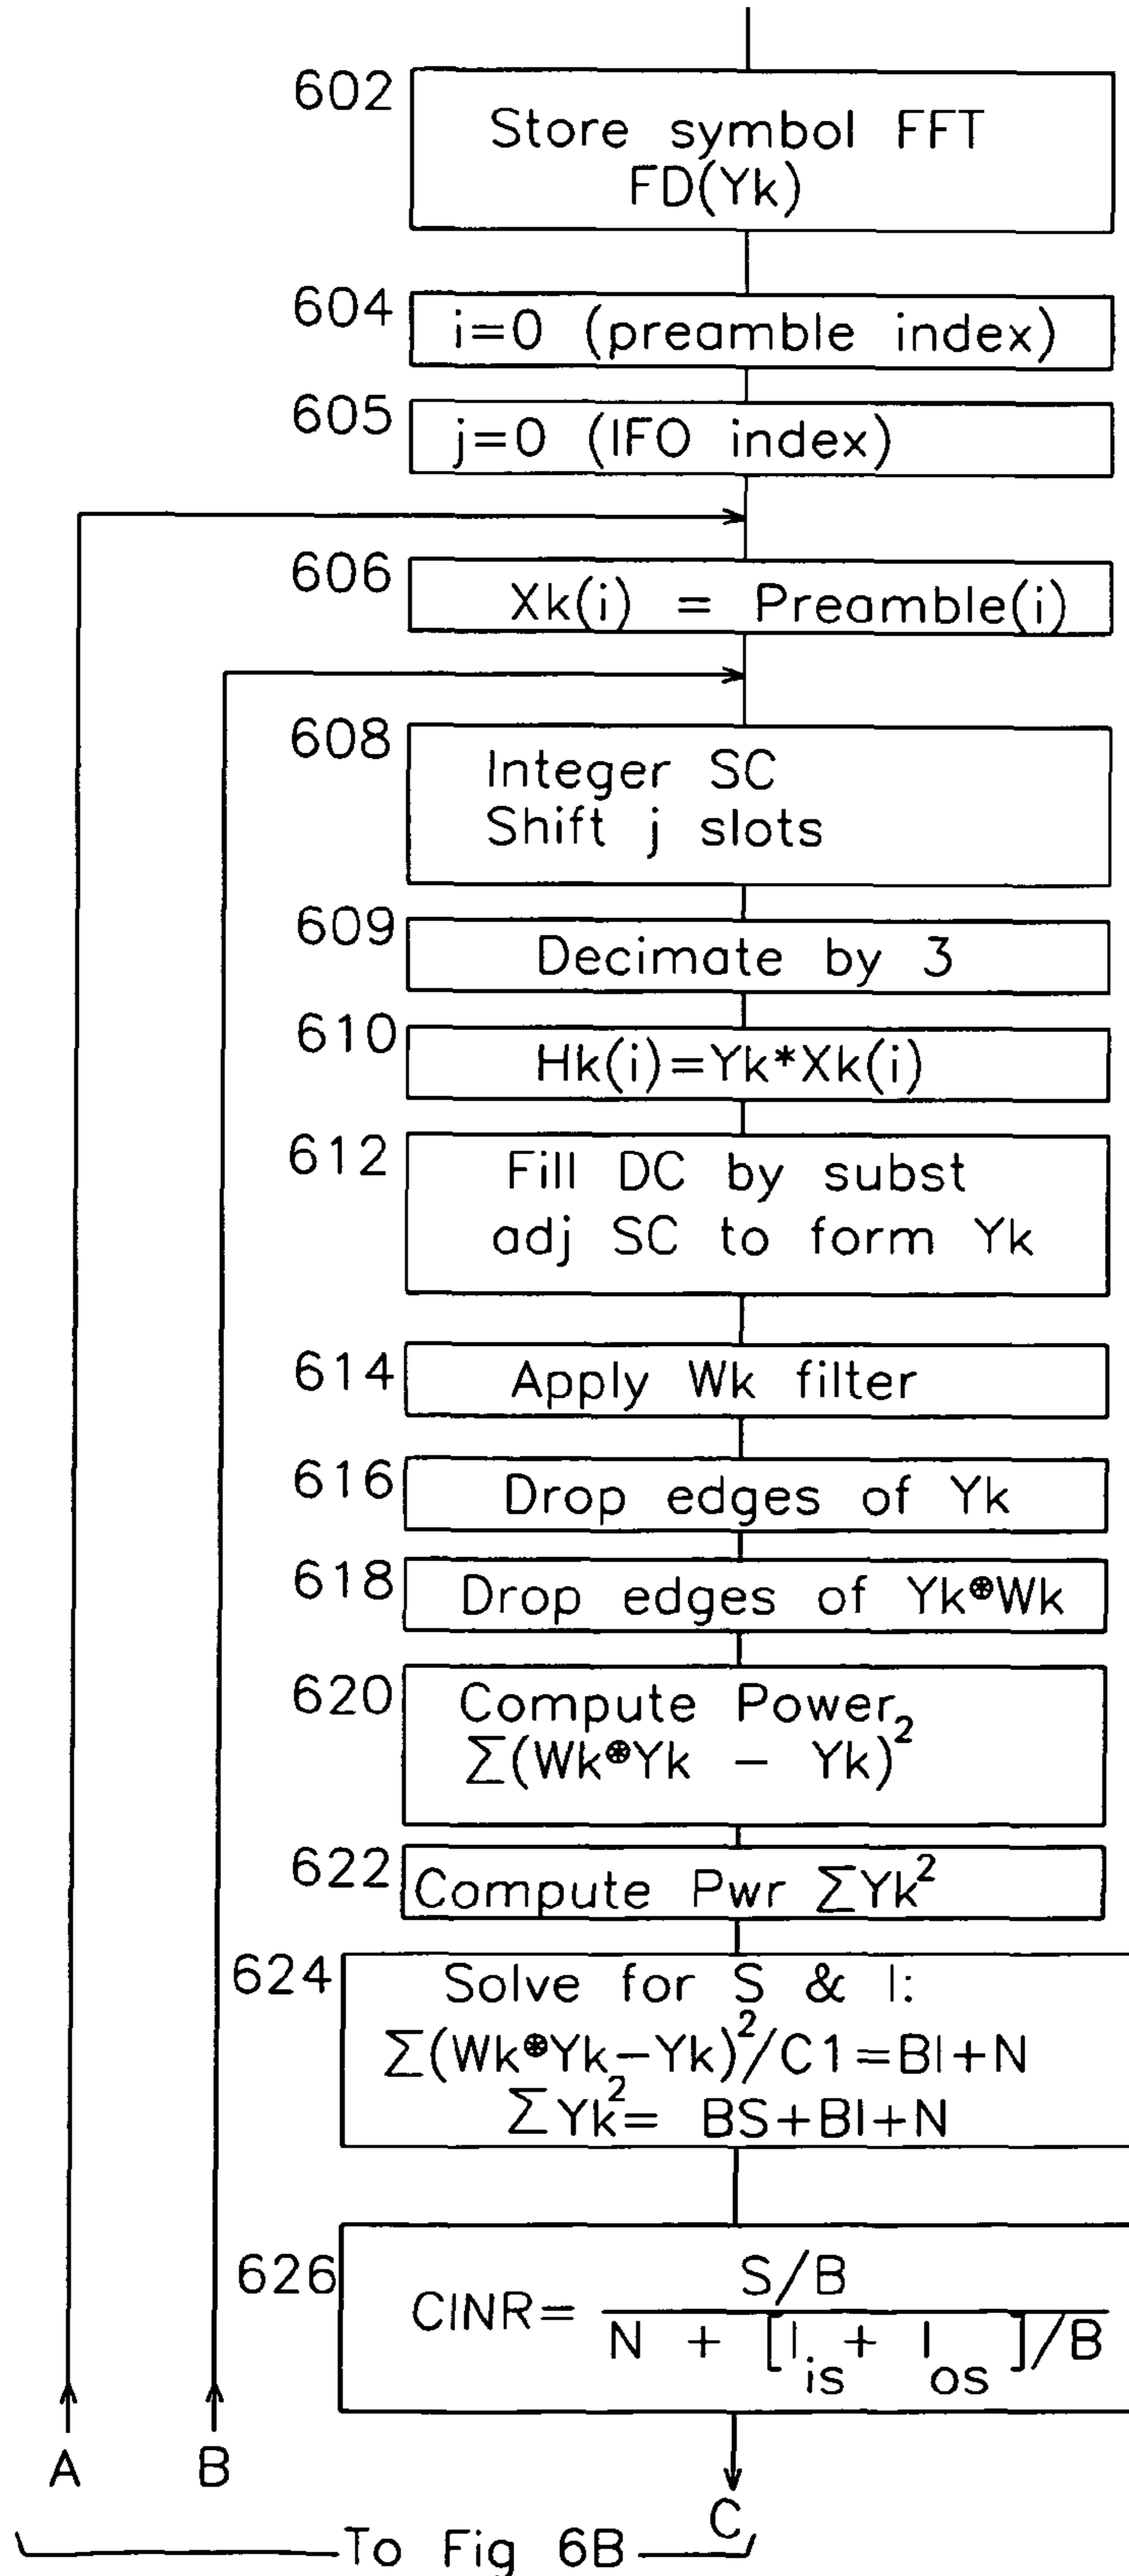 602
Store symbol FFT
FD(Yk)
604
i=0 (preamble index)
605
j=0 (IFO index)
606
Xk(i) = Preamble(i)
608
Integer SC
Shift j slots
609
Decimate by 3
610
Hk(i)=Yk*Xk(i)
612
Fill DC by subst
adj SC to form Yk
614
Apply Wk filter
616
Drop edges of Yk
618
Drop edges of Yk⊛Wk
620
Compute Power
∑(Wk⊛Yk - Yk)²
622
Compute Pwr ∑Yk²
624
Solve for S & I:
∑(Wk⊛Yk-Yk)²/C1=BI+N
∑Yk²= BS+BI+N
626
S/B
CINR=
N + [I_is + I_os]/B
A
B
C
To Fig 6B